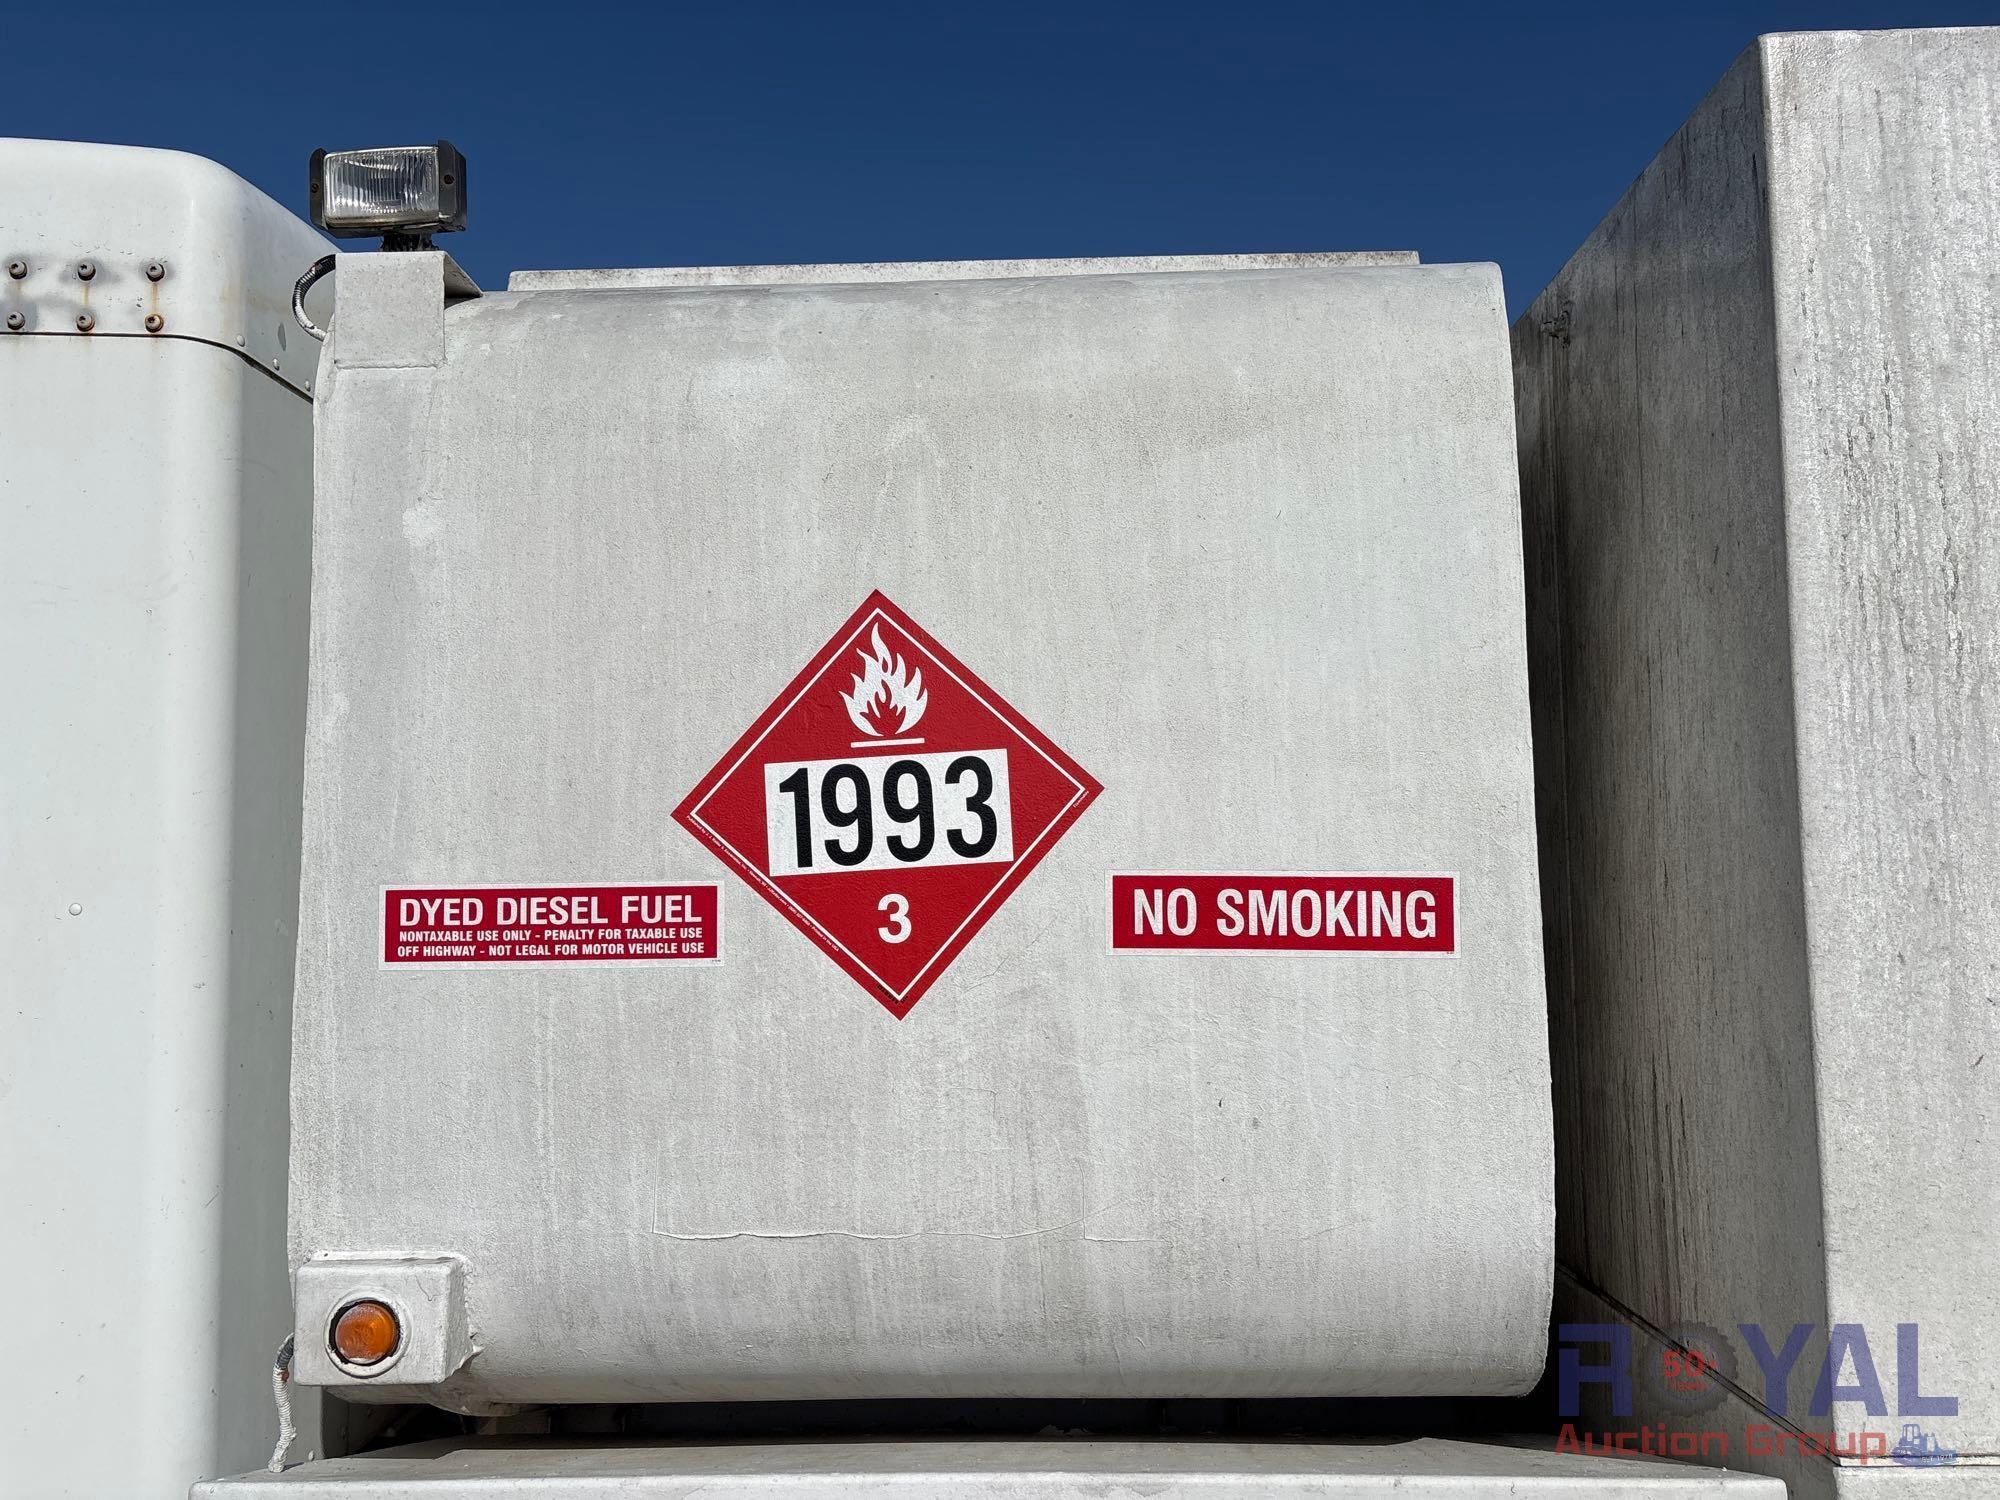 1993
3
DYED DIESEL FUEL
NONTAXABLE USE ONLY - PENALTY FOR TAXABLE USE
OFF HIGHWAY - NOT LEGAL FOR MOTOR VEHICLE USE
NO SMOKING
ROYAL
50+
Auction Group